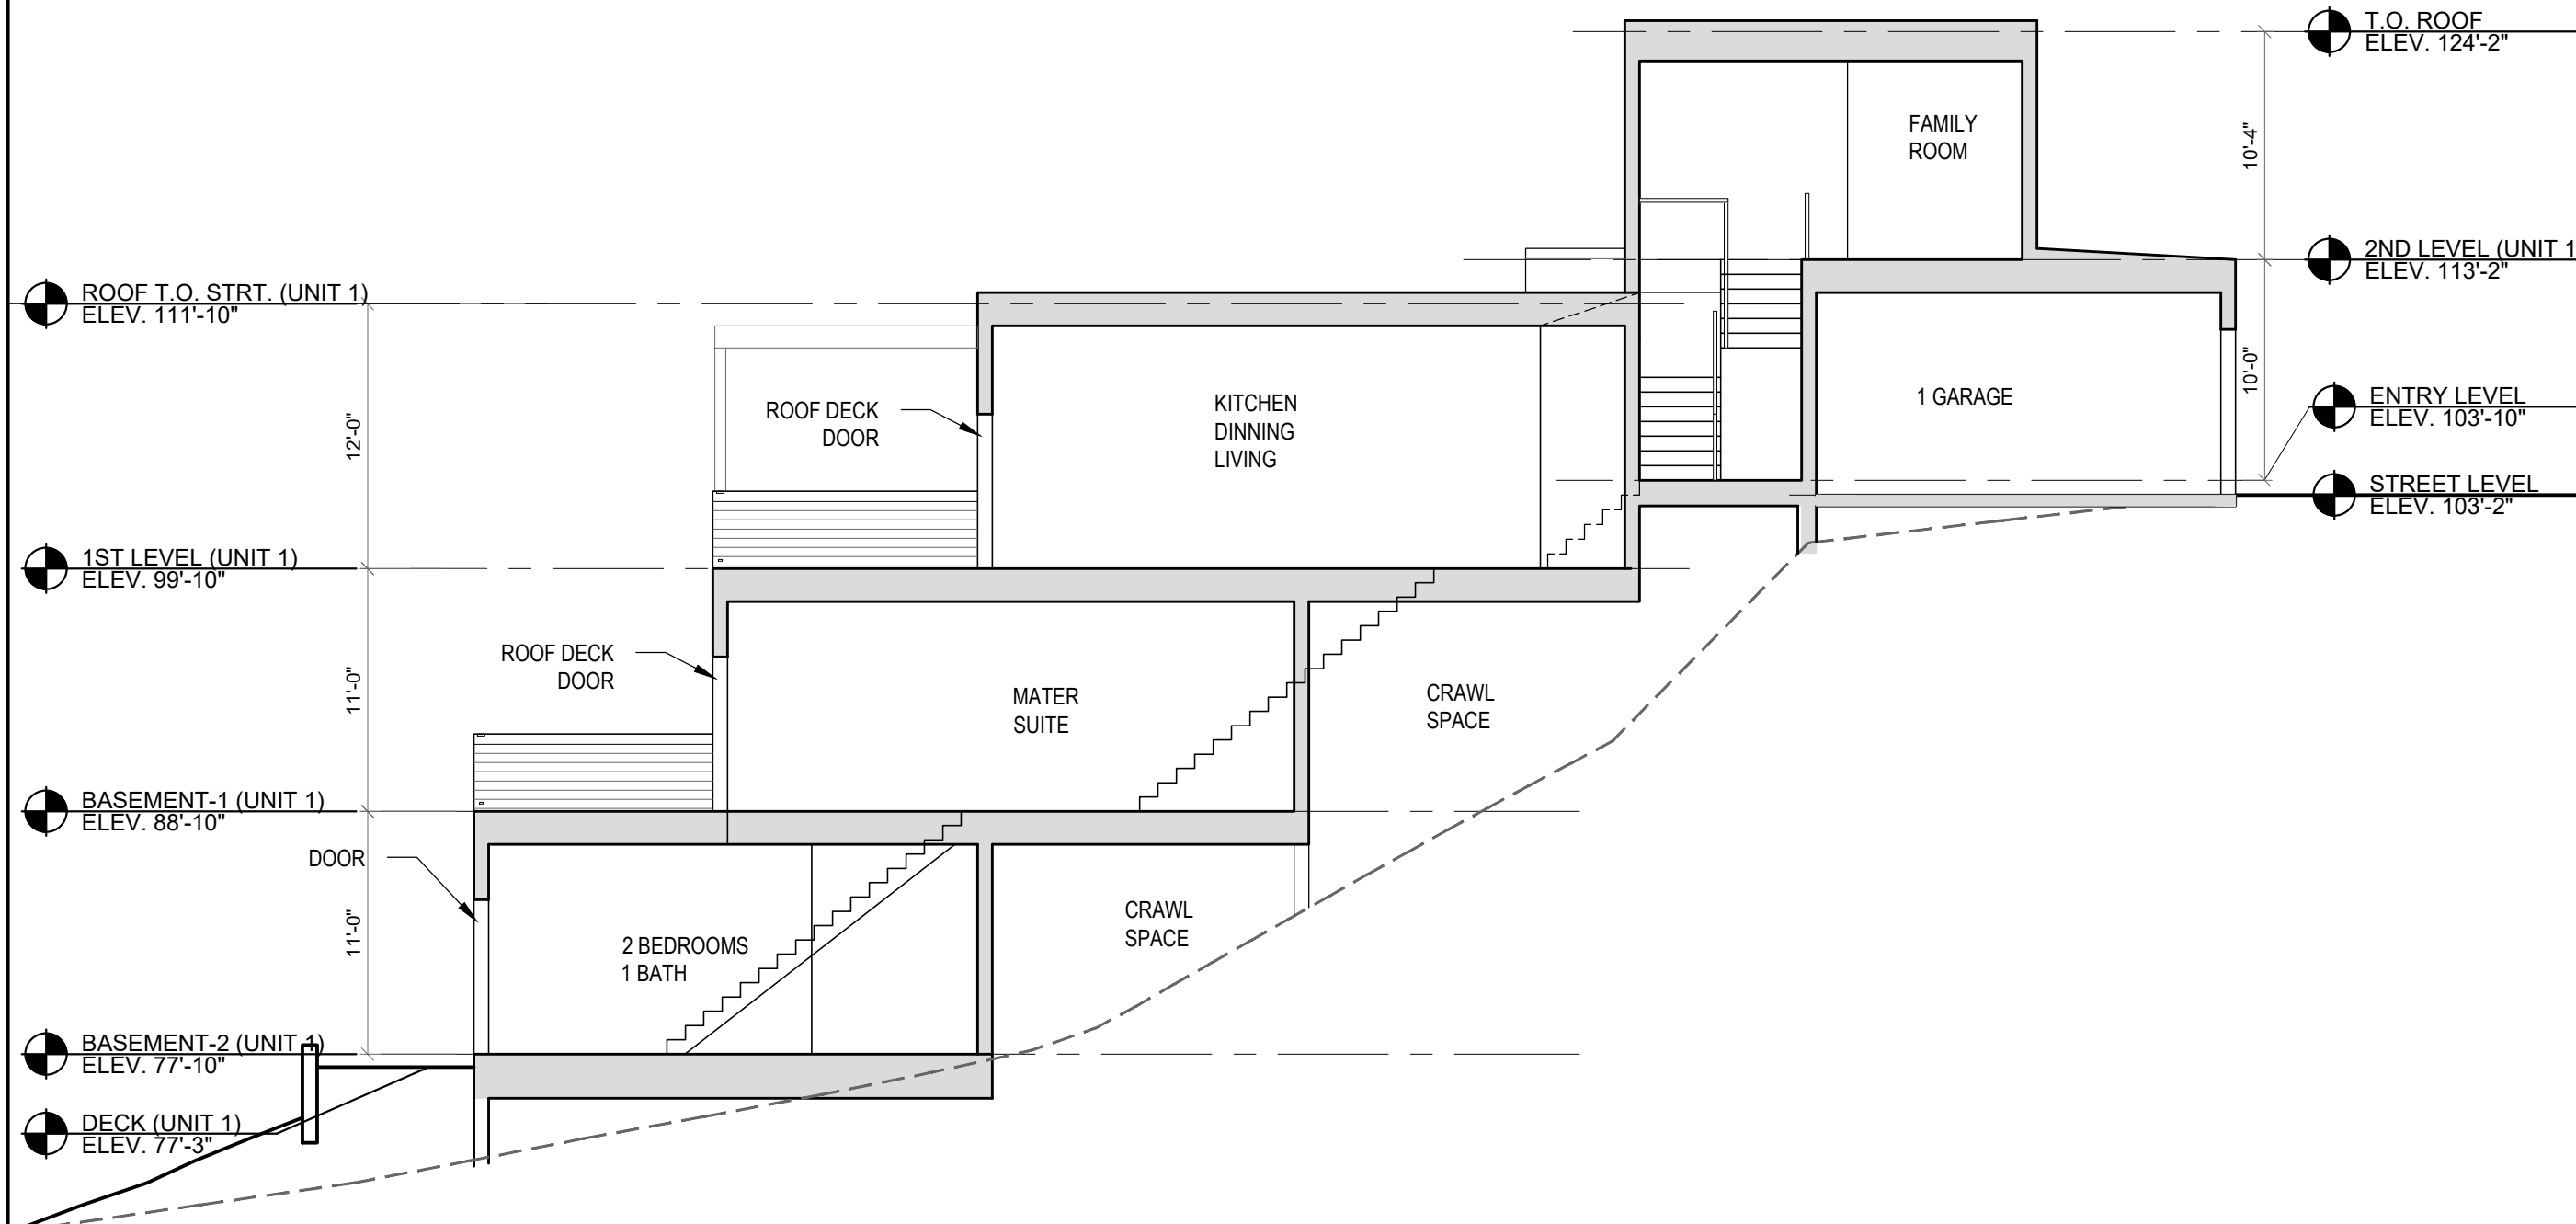 T.O. ROOF
ELEV. 124'-2"
FAMILY
ROOM
10'-4"
2ND LEVEL (UNIT 1
ELEV. 113'-2"
ROOF T.O. STRT. (UNIT 1)
ELEV. 111'-10"
ROOF DECK
DOOR
KITCHEN
DINNING
LIVING
1 GARAGE
10'-0"
ENTRY LEVEL
ELEV. 103'-10"
12'-0"
STREET LEVEL
ELEV. 103'-2"
1ST LEVEL (UNIT 1)
ELEV. 99'-10"
ROOF DECK
DOOR
11'-0"
MATER
SUITE
CRAWL
SPACE
BASEMENT-1 (UNIT 1)
ELEV. 88'-10"
DOOR
11'-0"
2 BEDROOMS
1 BATH
CRAWL
SPACE
BASEMENT-2 (UNIT 1)
ELEV. 77'-10"
DECK (UNIT 1)
ELEV. 77'-3"